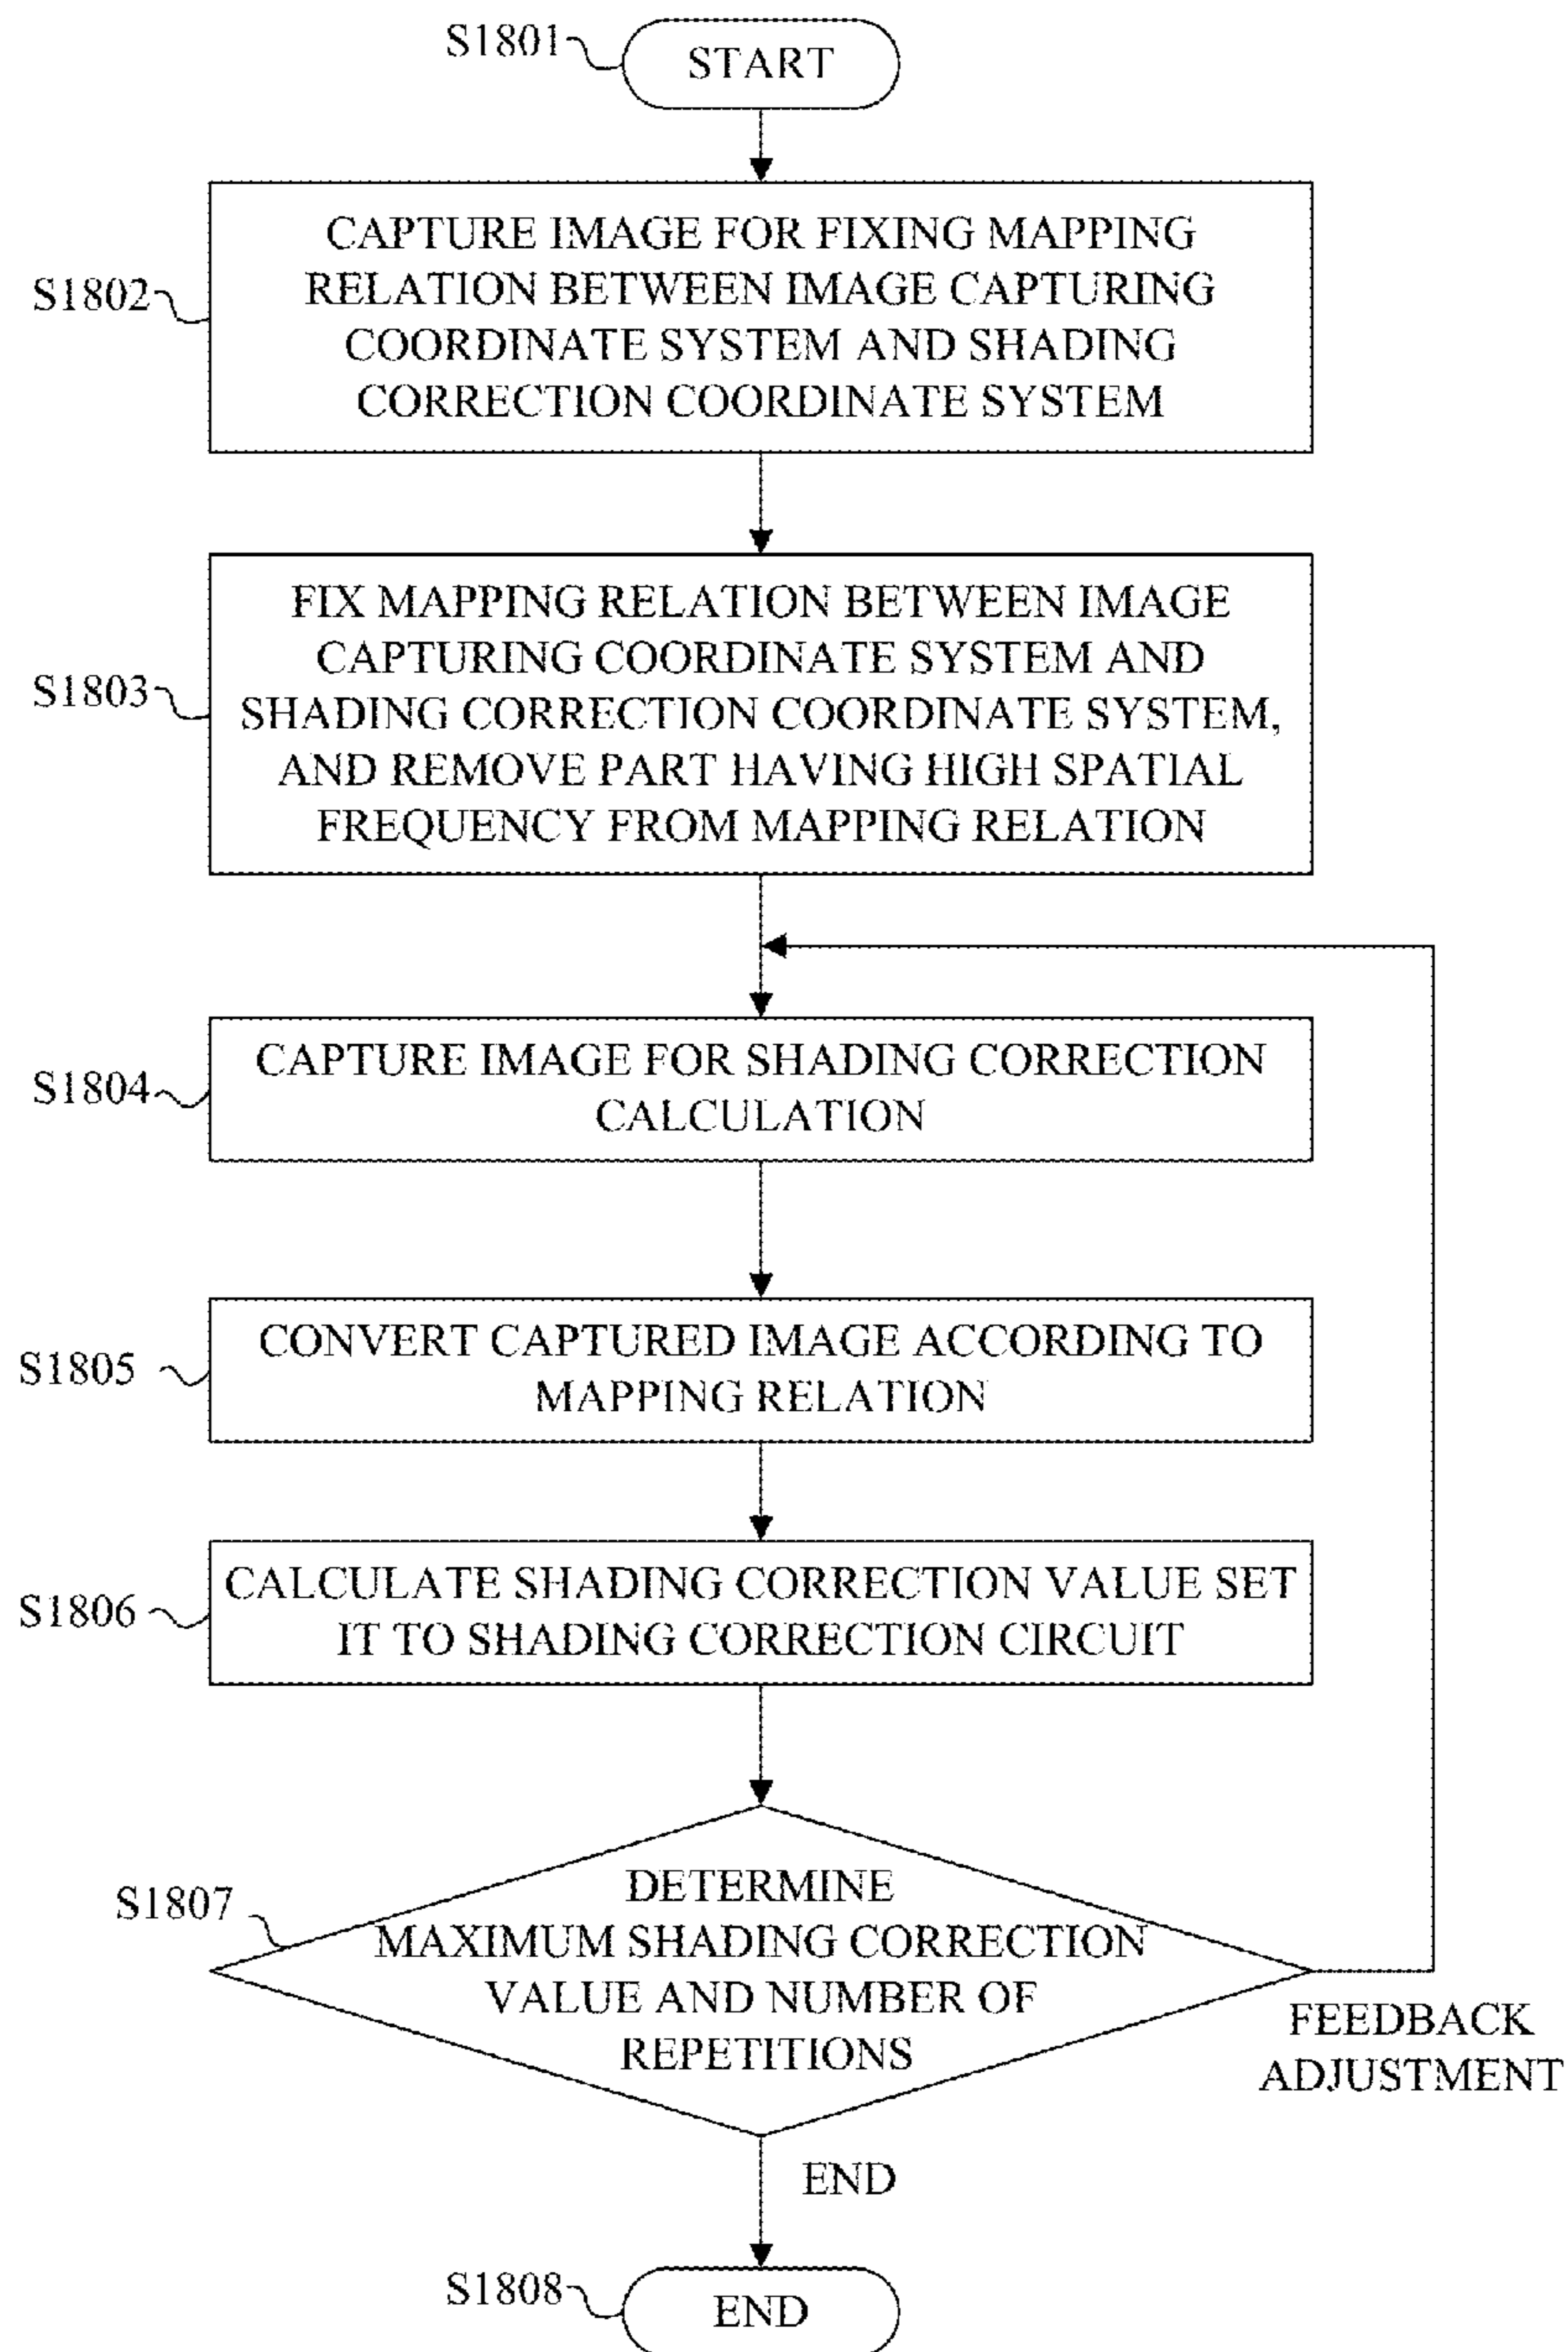 S1801
START
S1802
CAPTURE IMAGE FOR FIXING MAPPING
RELATION BETWEEN IMAGE CAPTURING
COORDINATE SYSTEM AND SHADING
CORRECTION COORDINATE SYSTEM
S1803
FIX MAPPING RELATION BETWEEN IMAGE
CAPTURING COORDINATE SYSTEM AND
SHADING CORRECTION COORDINATE SYSTEM,
AND REMOVE PART HAVING HIGH SPATIAL
FREQUENCY FROM MAPPING RELATION
S1804
CAPTURE IMAGE FOR SHADING CORRECTION
CALCULATION
S1805
CONVERT CAPTURED IMAGE ACCORDING TO
MAPPING RELATION
S1806
CALCULATE SHADING CORRECTION VALUE SET
IT TO SHADING CORRECTION CIRCUIT
S1807
DETERMINE
MAXIMUM SHADING CORRECTION
VALUE AND NUMBER OF
REPETITIONS
FEEDBACK
ADJUSTMENT
END
S1808
END